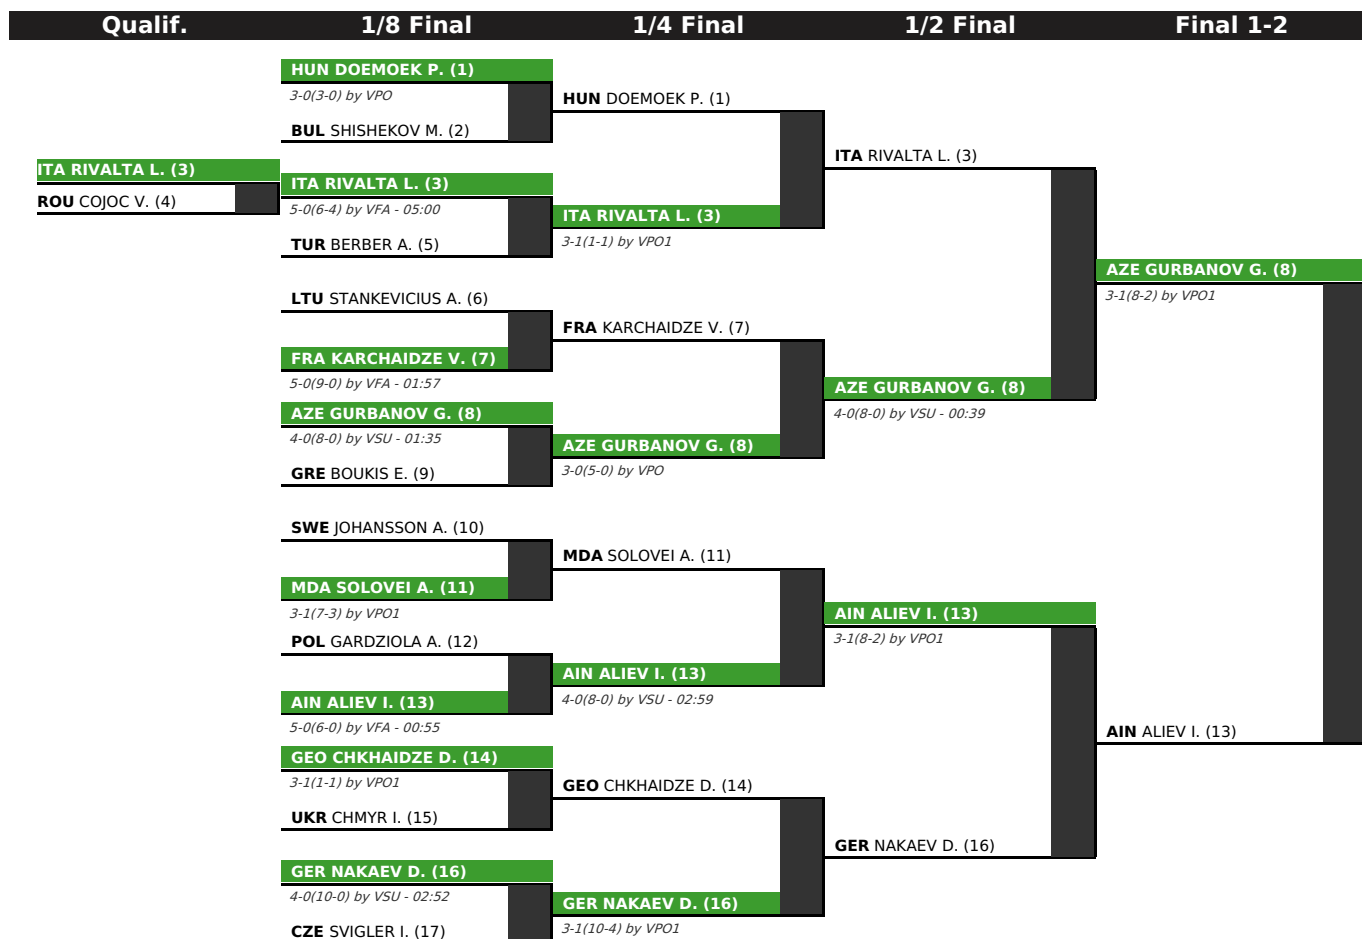 Qualif. 1/8 Final 1/4 Final 1/2 Final Final 1-2
ITA RIVALTA L. (3)
ROU COJOC V. (4)
HUN DOEMOEK P. (1)
3-0(3-0) by VPO
BUL SHISHEKOV M. (2)
ITA RIVALTA L. (3)
5-0(6-4) by VFA - 05:00
TUR BERBER A. (5)
LTU STANKEVICIUS A. (6)
FRA KARCHAIDZE V. (7)
5-0(9-0) by VFA - 01:57
AZE GURBANOV G. (8)
4-0(8-0) by VSU - 01:35
GRE BOUKIS E. (9)
SWE JOHANSSON A. (10)
MDA SOLOVEI A. (11)
3-1(7-3) by VPO1
POL GARDZIOLA A. (12)
AIN ALIEV I. (13)
5-0(6-0) by VFA - 00:55
GEO CHKHAIDZE D. (14)
3-1(1-1) by VPO1
UKR CHMYR I. (15)
GER NAKAEV D. (16)
4-0(10-0) by VSU - 02:52
CZE SVIGLER I. (17)
HUN DOEMOEK P. (1)
ITA RIVALTA L. (3)
3-1(1-1) by VPO1
FRA KARCHAIDZE V. (7)
AZE GURBANOV G. (8)
3-0(5-0) by VPO
MDA SOLOVEI A. (11)
AIN ALIEV I. (13)
4-0(8-0) by VSU - 02:59
GEO CHKHAIDZE D. (14)
GER NAKAEV D. (16)
3-1(10-4) by VPO1
ITA RIVALTA L. (3)
AZE GURBANOV G. (8)
4-0(8-0) by VSU - 00:39
AIN ALIEV I. (13)
3-1(8-2) by VPO1
GER NAKAEV D. (16)
AZE GURBANOV G. (8)
3-1(8-2) by VPO1
AIN ALIEV I. (13)